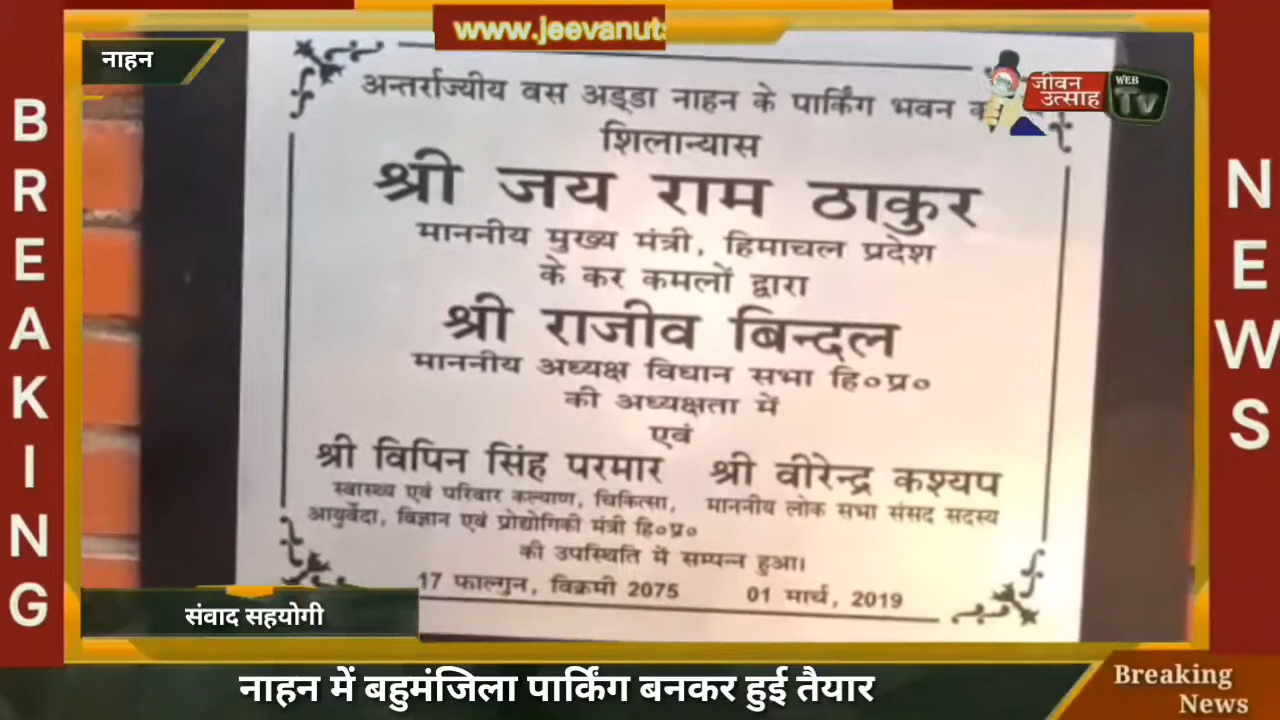 www.jeevanuts
नाहन
जीवन
उत्साह
WEB
TV
अन्तर्राज्यीय बस अड्डा नाहन के पार्किंग भवन
शिलान्यास
श्री जय राम ठाकुर
माननीय मुख्य मंत्री, हिमाचल प्रदेश
के कर कमलों द्वारा
श्री राजीव बिन्दल
माननीय अध्यक्ष विधान सभा हि०प्र०
की अध्यक्षता में
एवं
श्री विपिन सिंह परमार श्री वीरेन्द्र कश्यप
स्वास्थ्य एवं परिवार कल्याण, चिकित्सा, माननीय लोक सभा संसद सदस्य
आयुर्वेदा, विज्ञान एवं प्रोद्योगिकी मंत्री हि०प्र०
की उपस्थिति में सम्पन्न हुआ।
17 फाल्गुन, विक्रमी 2075 01 मार्च, 2019
संवाद सहयोगी
नाहन में बहुमंजिला पार्किंग बनकर हुई तैयार
Breaking
News
BREAKING
NEWS